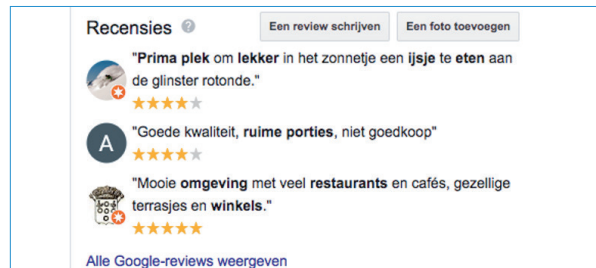 Recensies
Een review schrijven
Een foto toevoegen
"Prima plek om lekker in het zonnetje een ijsje te eten aan
de glinster rotonde."
A
"Goede kwaliteit, ruime porties, niet goedkoop"
"Mooie omgeving met veel restaurants en cafés, gezellige
terrasjes en winkels."
Alle Google-reviews weergeven